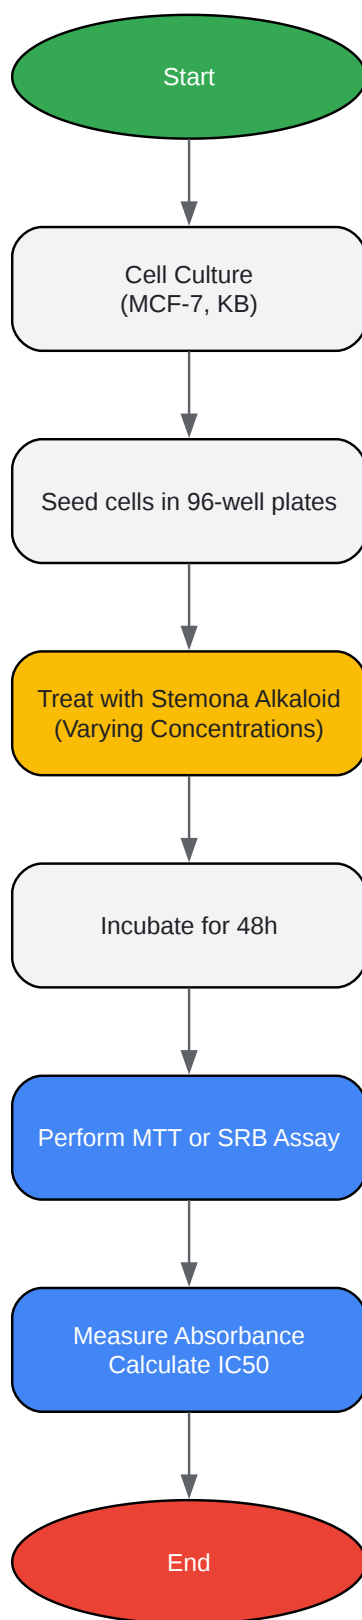 Start
Cell Culture
(MCF-7, KB)
Seed cells in 96-well plates
Treat with Stemona Alkaloid
(Varying Concentrations)
Incubate for 48h
Perform MTT or SRB Assay
Measure Absorbance
Calculate IC50
End